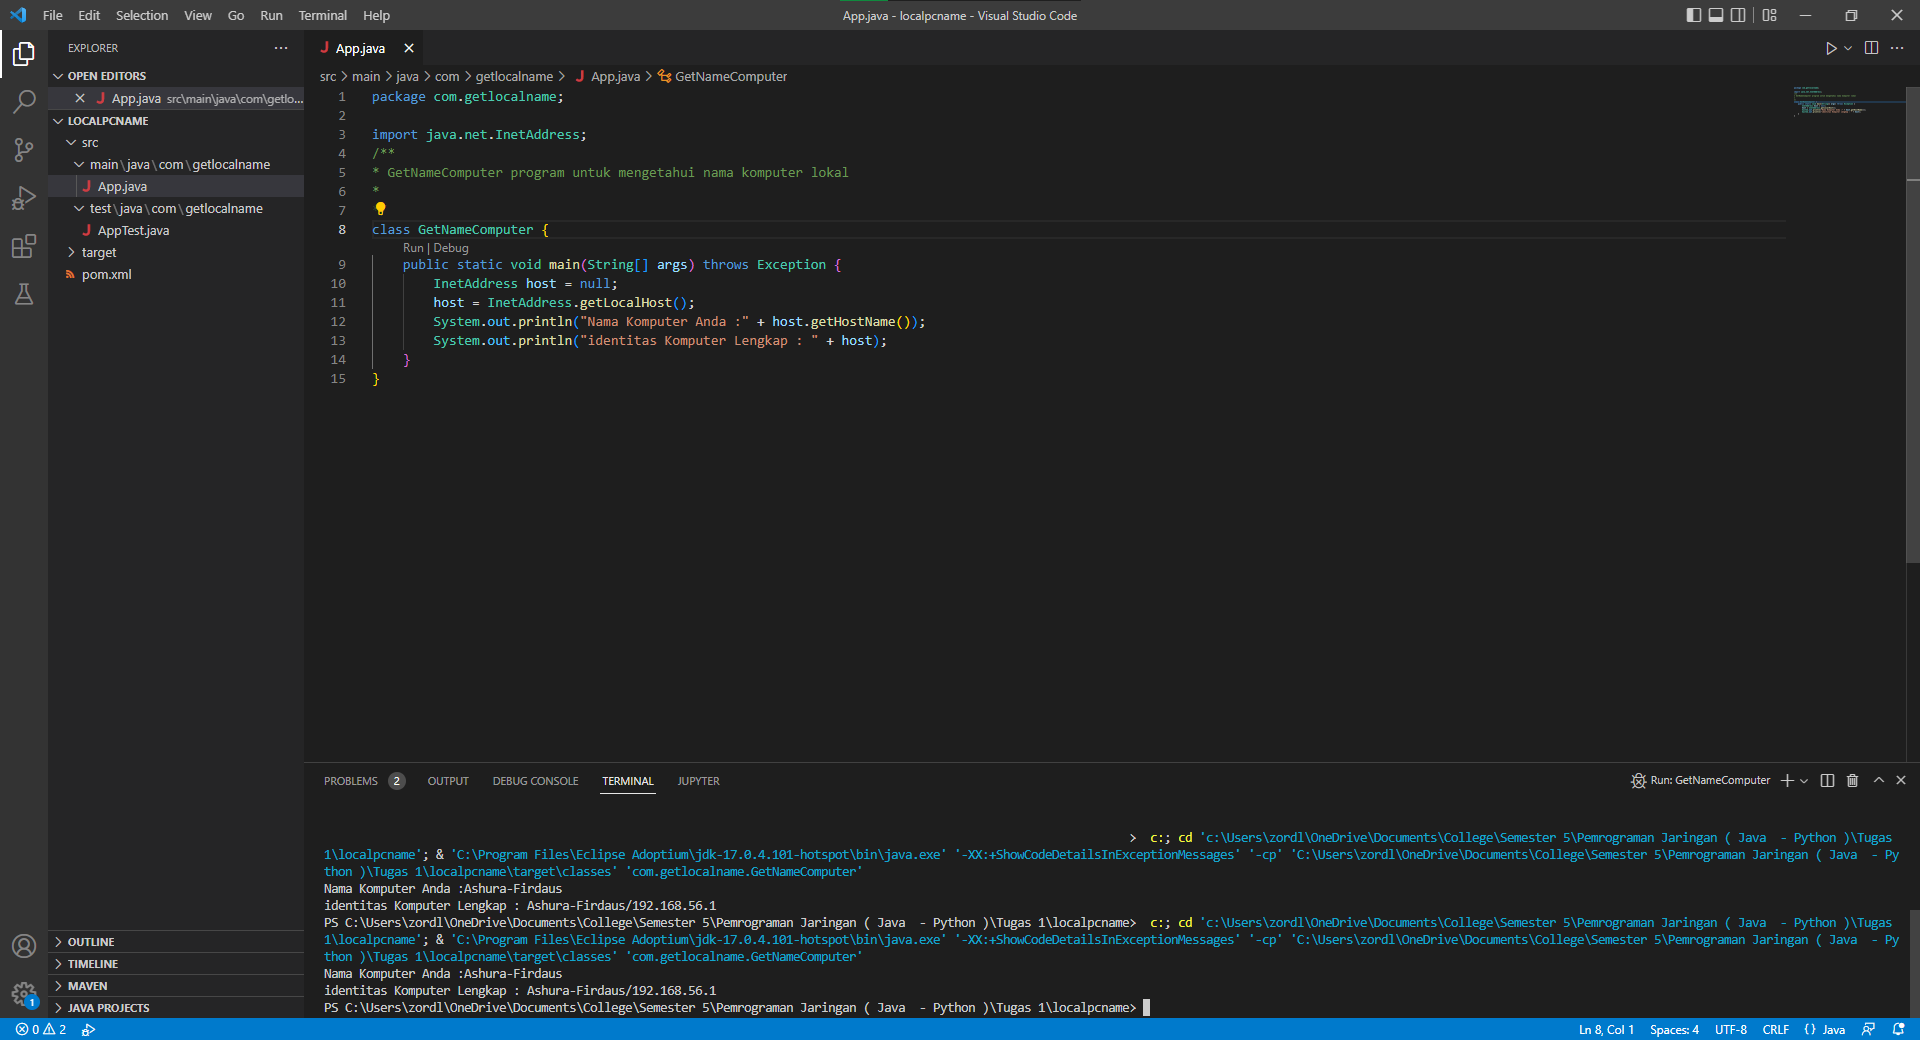 File Edit Selection View Go Run Terminal Help
App.java - localpcname - Visual Studio Code
EXPLORER
OPEN EDITORS
App.java src\main\java\com\getlo...
LOCALPCNAME
src
main\java\com\getlocalname
App.java
test\java\com\getlocalname
AppTest.java
target
pom.xml
OUTLINE
TIMELINE
MAVEN
JAVA PROJECTS
App.java
src > main > java > com > getlocalname > App.java > GetNameComputer
1 package com.getlocalname;
2
3 import java.net.InetAddress;
4 /**
5 * GetNameComputer program untuk mengetahui nama komputer lokal
6 *
7
8 class GetNameComputer {
Run | Debug
9 public static void main(String[] args) throws Exception {
10 InetAddress host = null;
11 host = InetAddress.getLocalHost();
12 System.out.println("Nama Komputer Anda :" + host.getHostName());
13 System.out.println("identitas Komputer Lengkap : " + host);
14 }
15 }
PROBLEMS 2 OUTPUT DEBUG CONSOLE TERMINAL JUPYTER
Run: GetNameComputer
> c:; cd 'c:\Users\zordl\OneDrive\Documents\College\Semester 5\Pemrograman Jaringan ( Java  - Python )\Tugas
1\localpcname'; & 'C:\Program Files\Eclipse Adoptium\jdk-17.0.4.101-hotspot\bin\java.exe' '-XX:+ShowCodeDetailsInExceptionMessages' '-cp' 'C:\Users\zordl\OneDrive\Documents\College\Semester 5\Pemrograman Jaringan ( Java  - Py
thon )\Tugas 1\localpcname\target\classes' 'com.getlocalname.GetNameComputer'
Nama Komputer Anda :Ashura-Firdaus
identitas Komputer Lengkap : Ashura-Firdaus/192.168.56.1
PS C:\Users\zordl\OneDrive\Documents\College\Semester 5\Pemrograman Jaringan ( Java  - Python )\Tugas 1\localpcname>  c:; cd 'c:\Users\zordl\OneDrive\Documents\College\Semester 5\Pemrograman Jaringan ( Java  - Python )\Tugas
1\localpcname'; & 'C:\Program Files\Eclipse Adoptium\jdk-17.0.4.101-hotspot\bin\java.exe' '-XX:+ShowCodeDetailsInExceptionMessages' '-cp' 'C:\Users\zordl\OneDrive\Documents\College\Semester 5\Pemrograman Jaringan ( Java  - Py
thon )\Tugas 1\localpcname\target\classes' 'com.getlocalname.GetNameComputer'
Nama Komputer Anda :Ashura-Firdaus
identitas Komputer Lengkap : Ashura-Firdaus/192.168.56.1
PS C:\Users\zordl\OneDrive\Documents\College\Semester 5\Pemrograman Jaringan ( Java  - Python )\Tugas 1\localpcname>
1
0 2
Ln 8, Col 1 Spaces: 4 UTF-8 CRLF {} Java